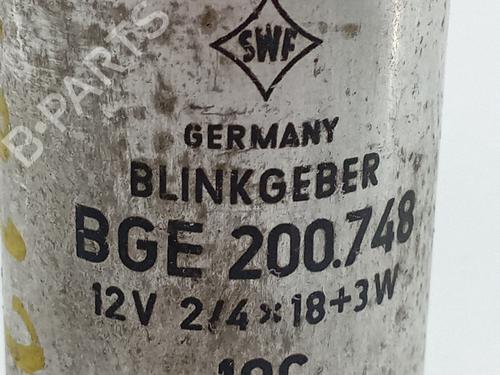 SWF
GERMANY
BLINKGEBER
BGE 200.748
12V 2/4×18+3W
B-PARTS